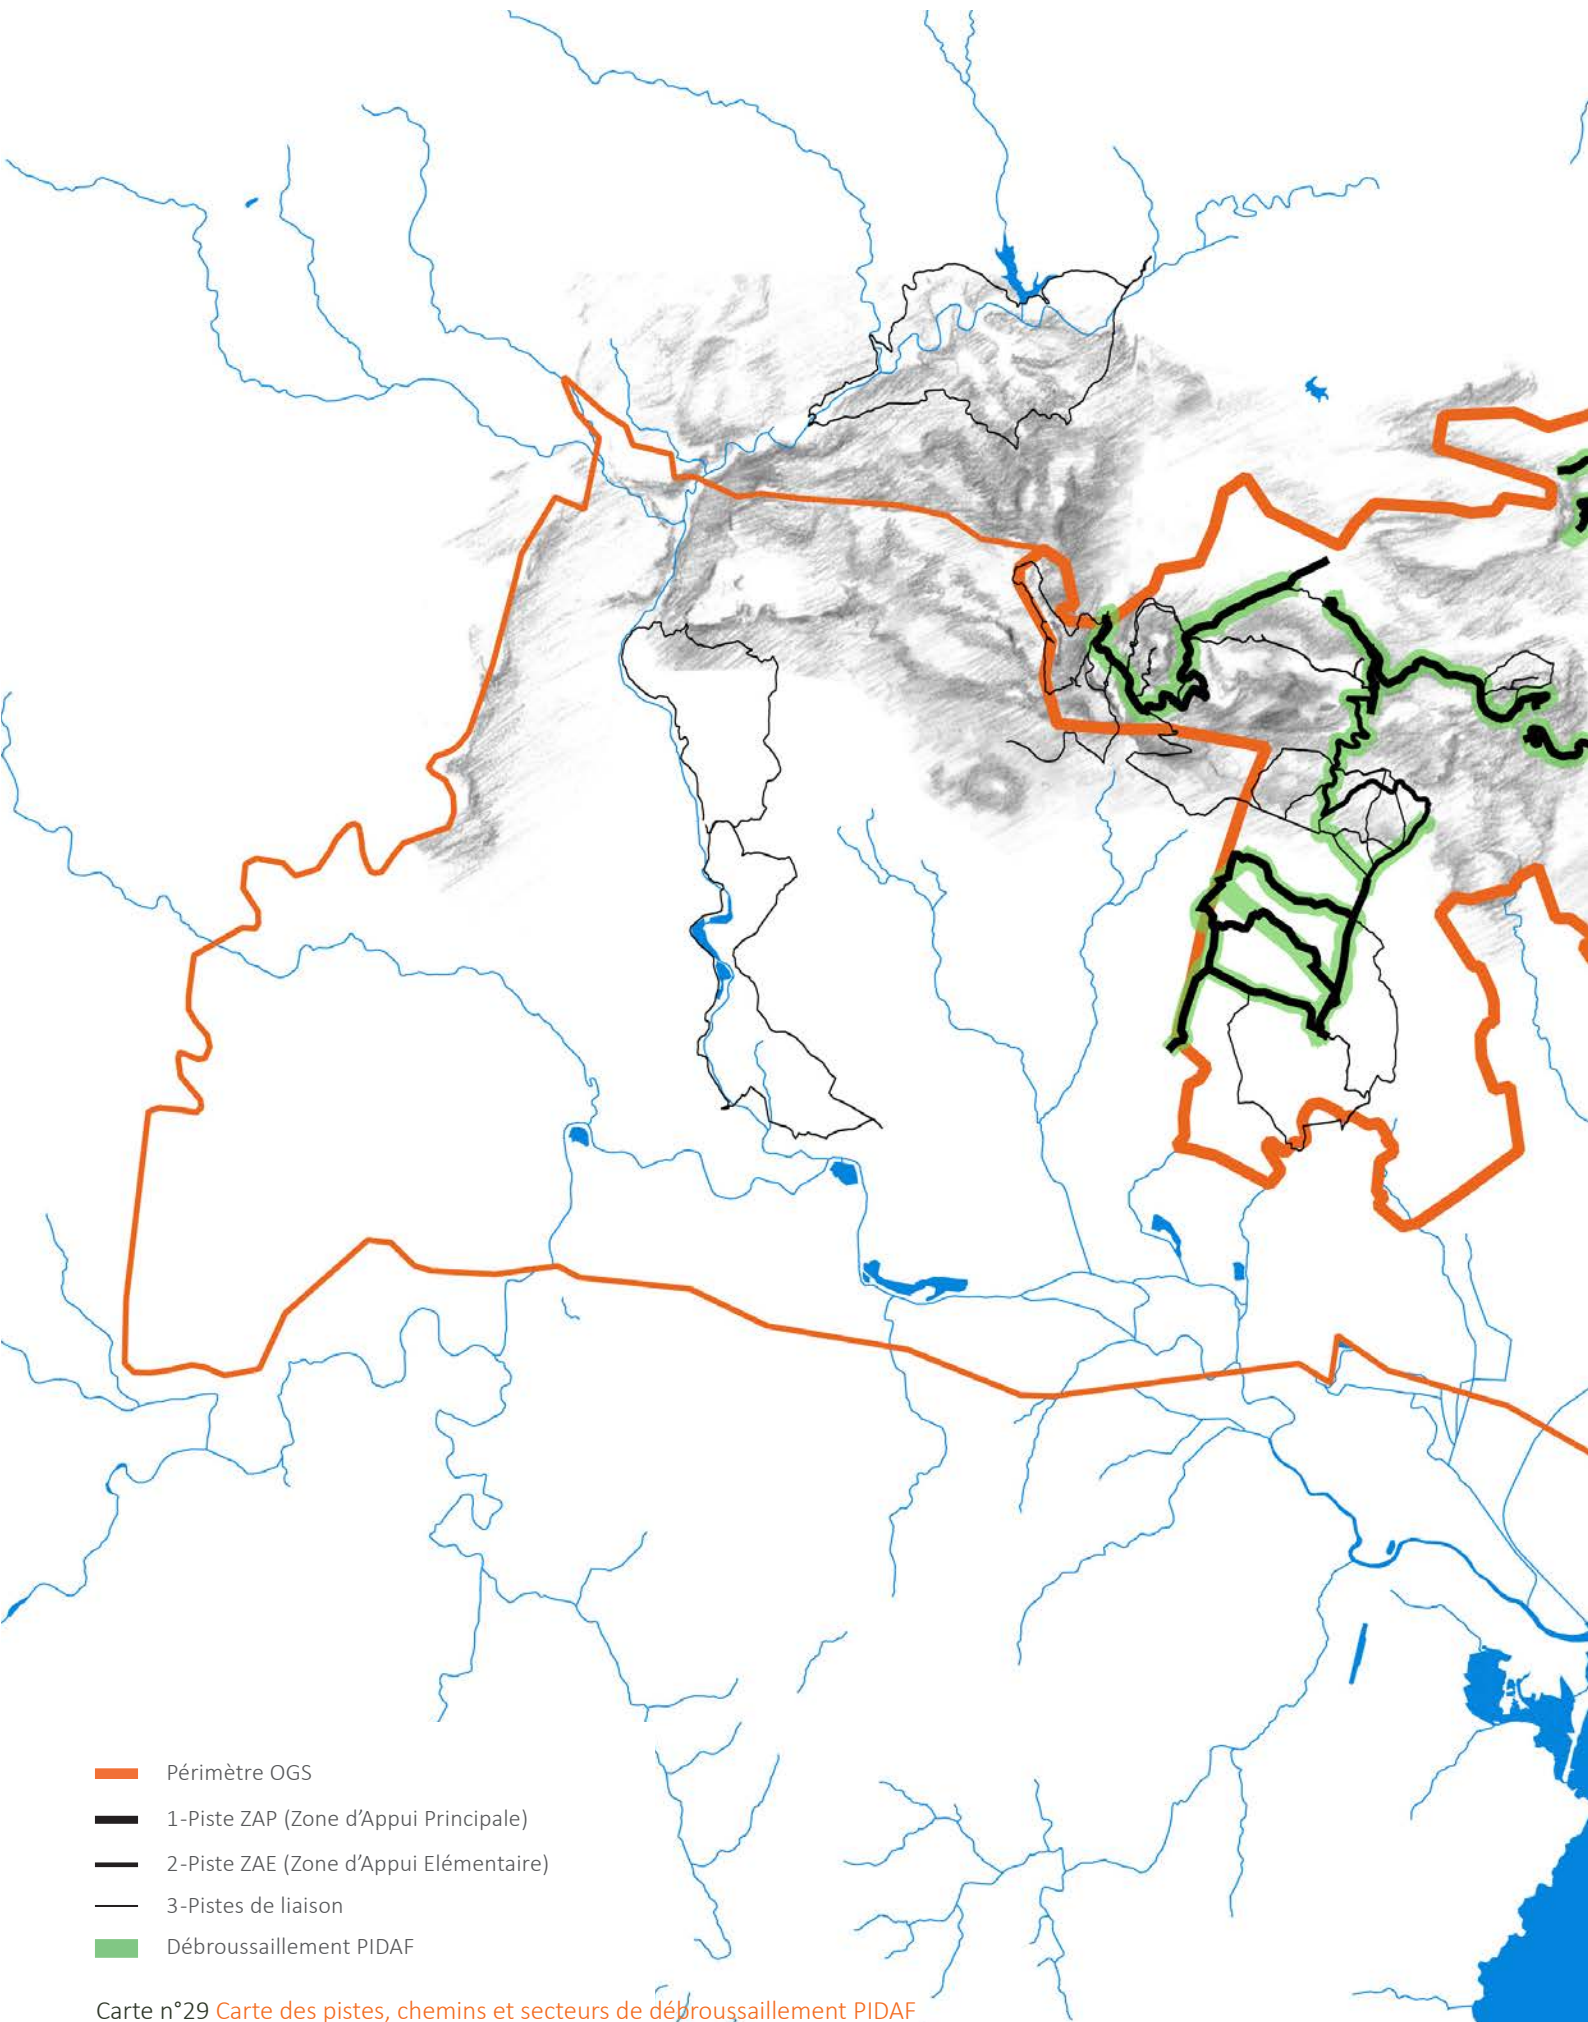 Périmètre OGS
1-Piste ZAP (Zone d’Appui Principale)
2-Piste ZAE (Zone d’Appui Elémentaire)
3-Pistes de liaison
Débroussaillement PIDAF
Carte n°29 Carte des pistes, chemins et secteurs de débroussaillement PIDAF